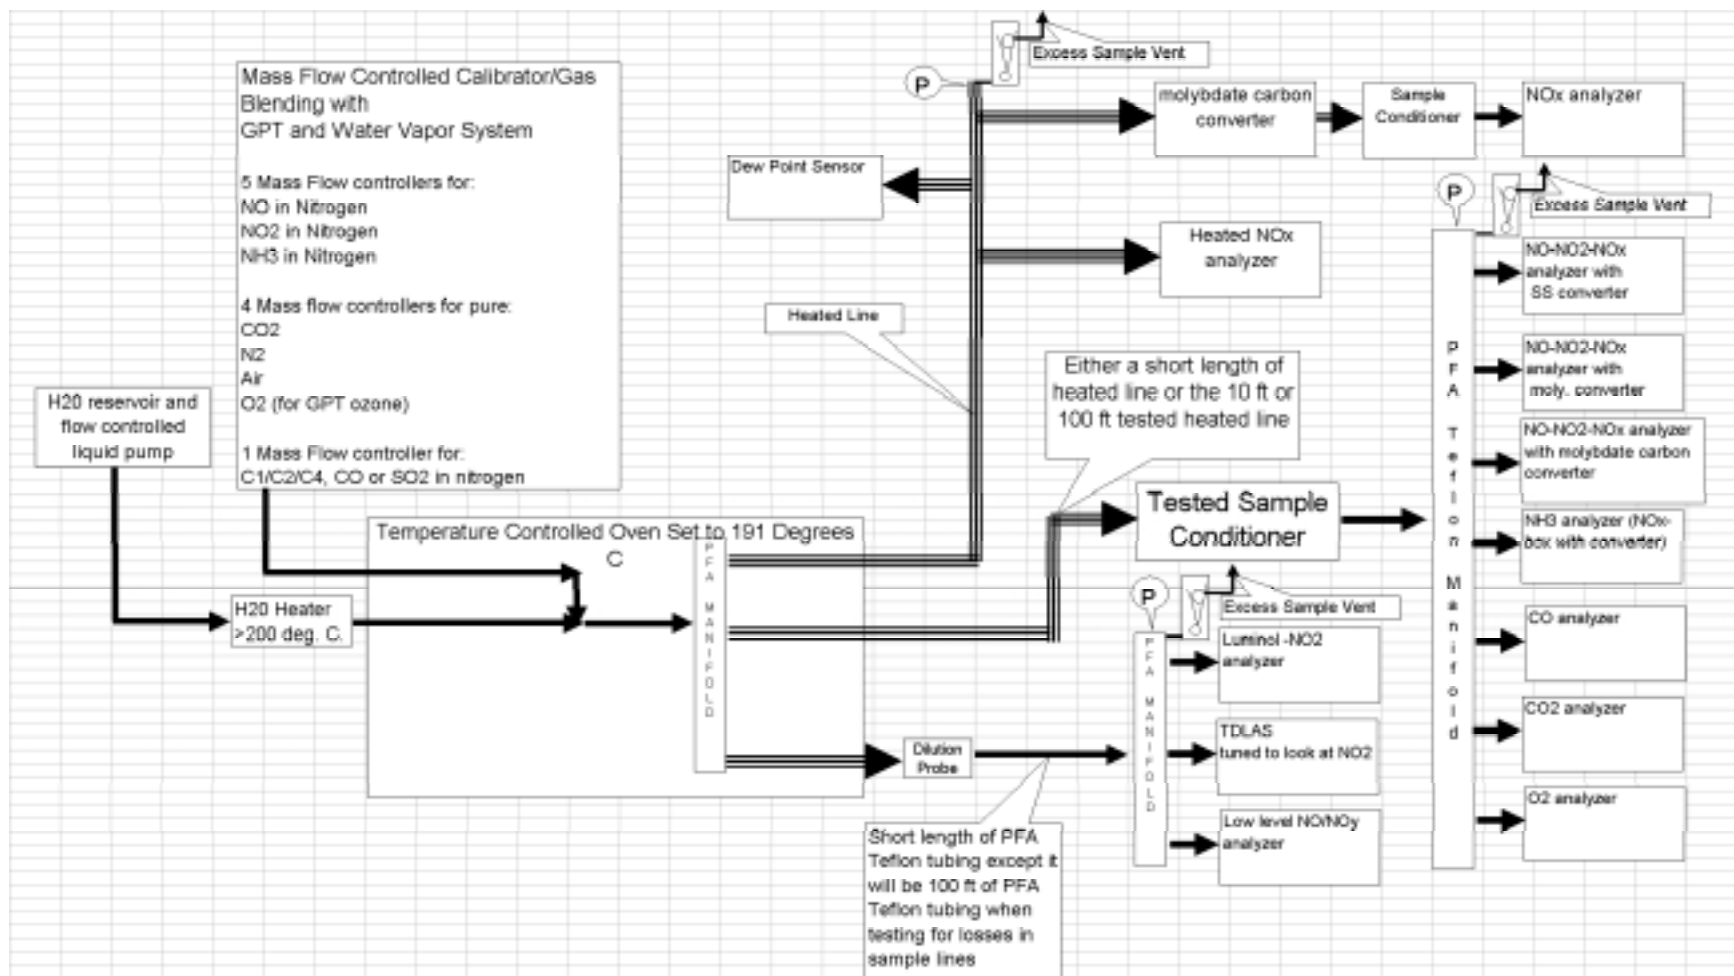 Excess Sample Vent
P
Mass Flow Controlled Calibrator/Gas
Blending with
GPT and Water Vapor System
5 Mass Flow controllers for:
NO in Nitrogen
NO2 in Nitrogen
NH3 in Nitrogen
4 Mass flow controllers for pure:
CO2
N2
Air
O2 (for GPT ozone)
1 Mass Flow controller for:
C1/C2/C4, CO or SO2 in nitrogen
molybdate carbon
converter
Sample
Conditioner
NOx analyzer
Dew Point Sensor
P
Excess Sample Vent
Heated NOx
analyzer
NO-NO2-NOx
analyzer with
SS converter
Heated Line
Either a short length of
heated line or the 10 ft or
100 ft tested heated line
PFA Teflon Manifold
NO-NO2-NOx
analyzer with
moly. converter
H20 reservoir and
flow controlled
liquid pump
NO-NO2-NOx analyzer
with molybdate carbon
converter
Tested Sample
Conditioner
NH3 analyzer (NOx-
box with converter)
Temperature Controlled Oven Set to 191 Degrees
C
PFA MANIFOLD
H20 Heater
>200 deg. C.
P
Excess Sample Vent
CO analyzer
PFA MANIFOLD
Luminol -NO2
analyzer
CO2 analyzer
TDLAS
tuned to look at NO2
Dilution
Probe
O2 analyzer
Low level NO/NOy
analyzer
Short length of PFA
Teflon tubing except it
will be 100 ft of PFA
Teflon tubing when
testing for losses in
sample lines